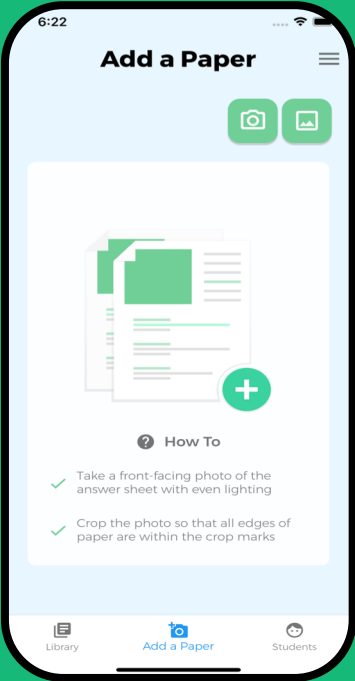 6:22
Add a Paper
How To
Take a front-facing photo of the
answer sheet with even lighting
Crop the photo so that all edges of
paper are within the crop marks
Library
Add a Paper
Students